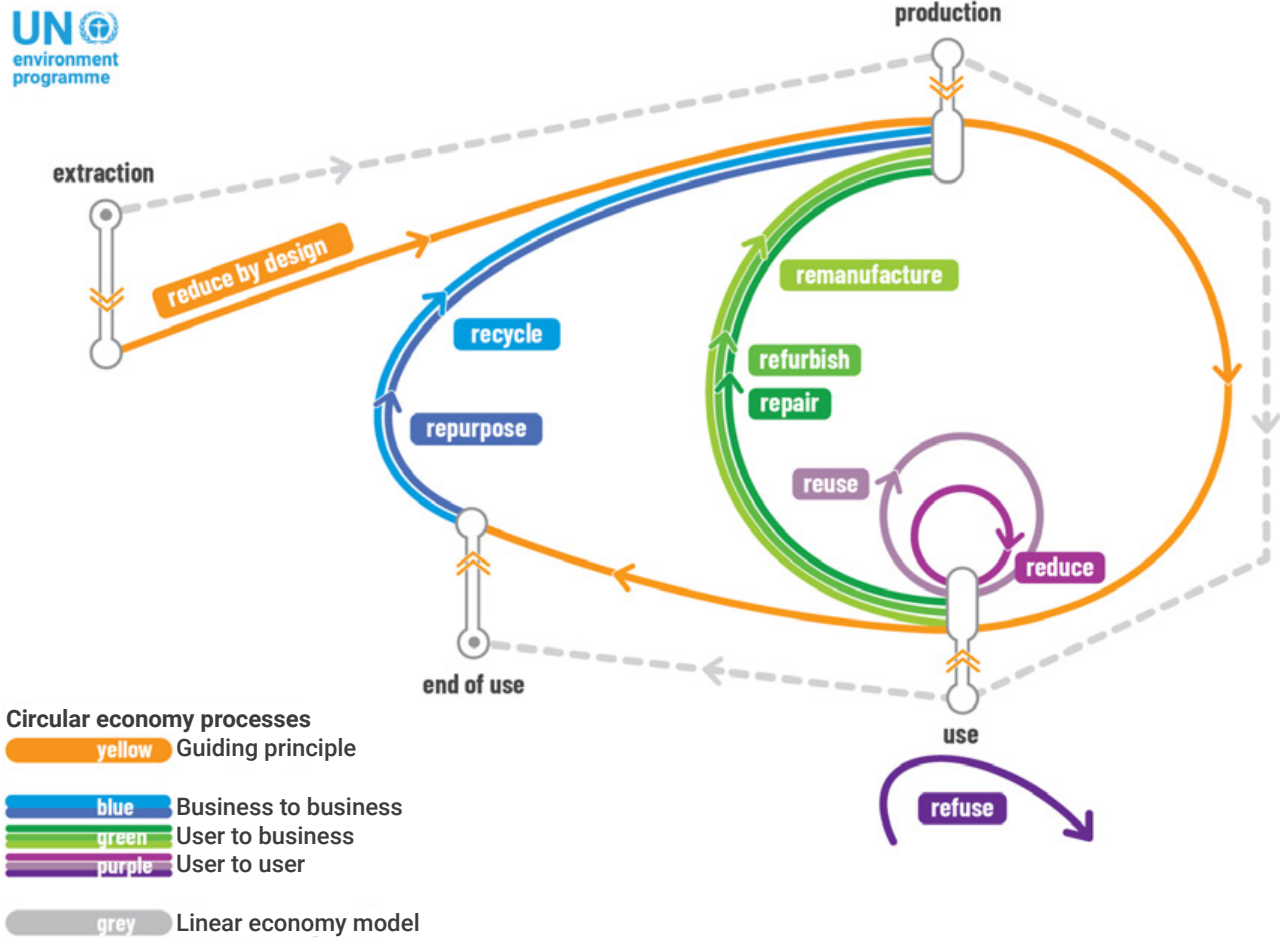 UN
environment
programme
production
extraction
reduce by design
remanufacture
recycle
refurbish
repair
repurpose
reuse
reduce
end of use
use
refuse
Circular economy processes
yellow Guiding principle
blue Business to business
green User to business
purple User to user
grey Linear economy model